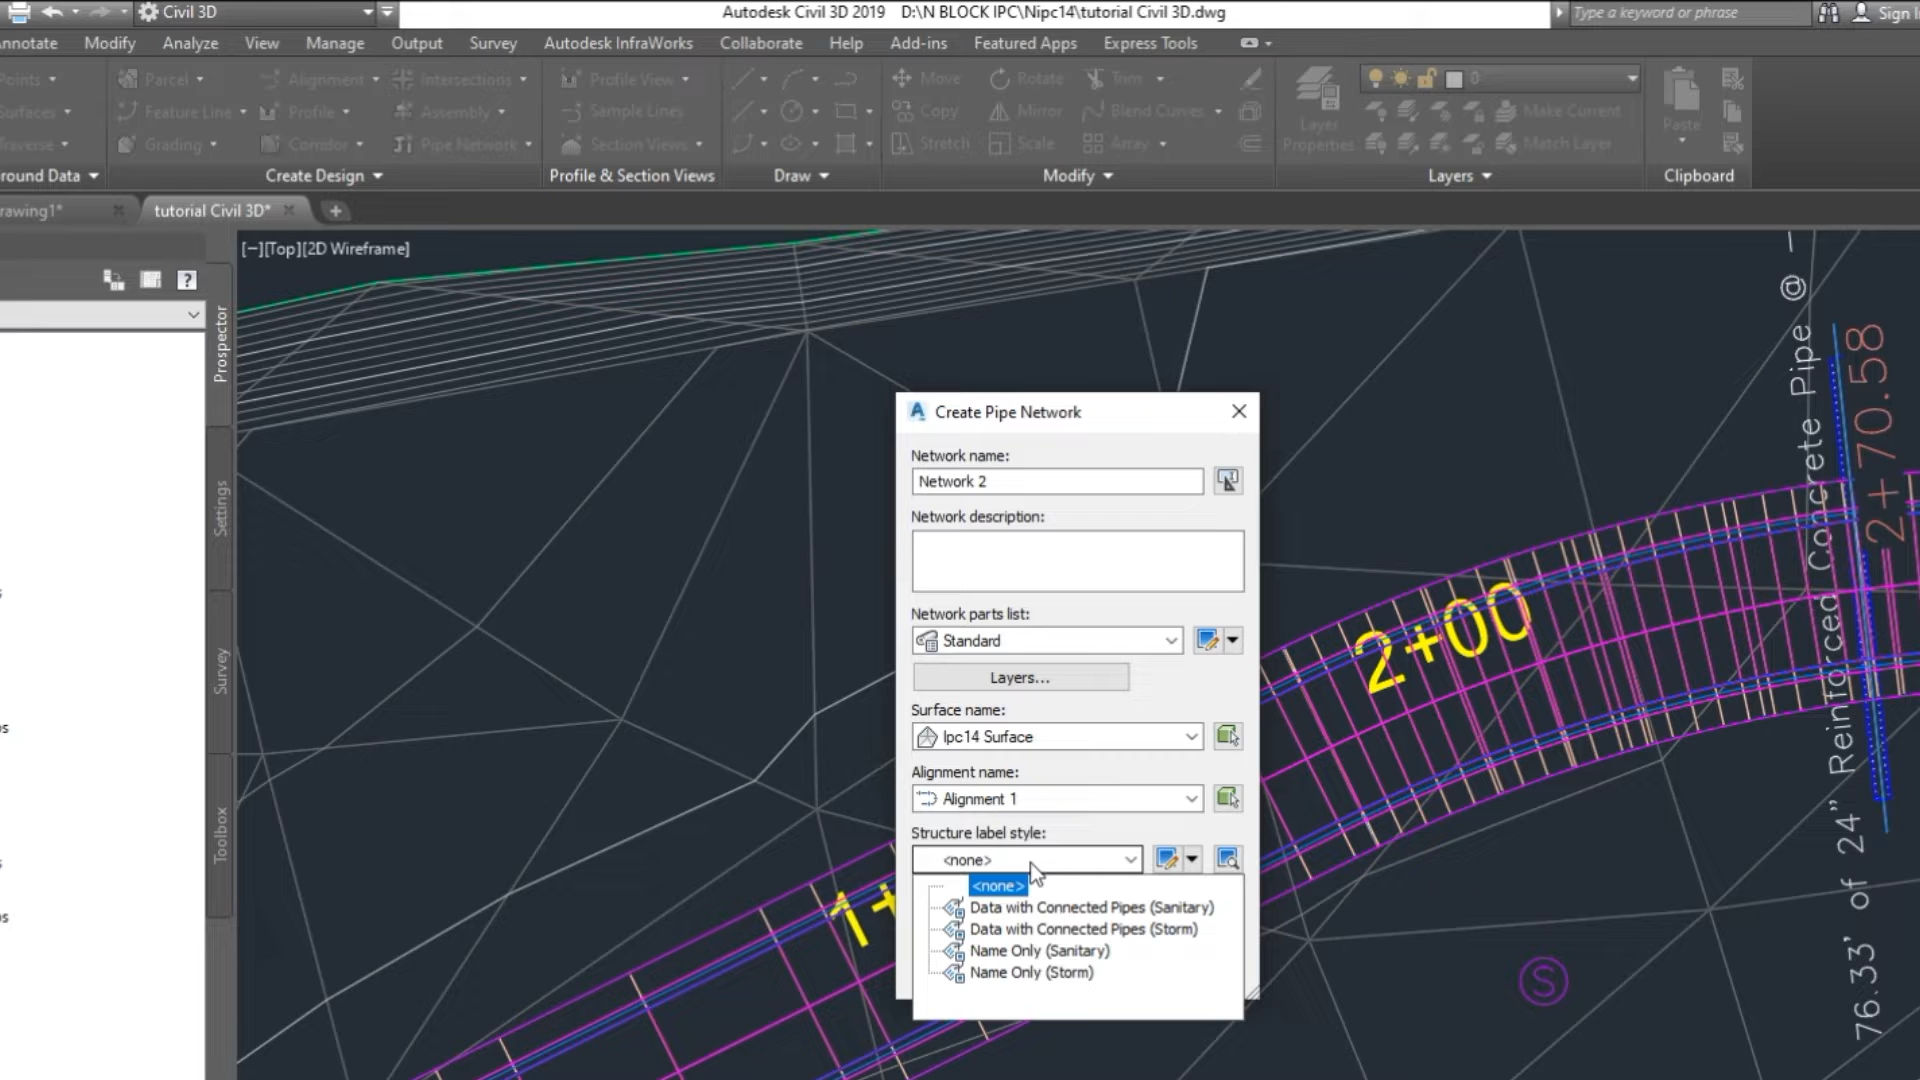 Civil 3D
Autodesk Civil 3D 2019 D:\N BLOCK IPC\Nipc14\tutorial Civil 3D.dwg
Type a keyword or phrase
Sign I
nnotate Modify Analyze View Manage Output Survey Autodesk InfraWorks Collaborate Help Add-ins Featured Apps Express Tools
Points Parcel Alignment Intersections Profile View Move Rotate Trim 0
Surfaces Feature Line Profile Assembly Sample Lines Copy Mirror Blend Curves Make Current
Traverse Grading Corridor Pipe Network Section Views Stretch Scale Array Match Layer
Layer
Properties
Paste
round Data Create Design Profile & Section Views Draw Modify Layers Clipboard
rawing1* tutorial Civil 3D*
[−][Top][2D Wireframe]
Prospector
Settings
Survey
Toolbox
Create Pipe Network
Network name:
Network 2
Network description:
Network parts list:
Standard
Layers...
Surface name:
Ipc14 Surface
Alignment name:
Alignment 1
Structure label style:
<none>
<none>
Data with Connected Pipes (Sanitary)
Data with Connected Pipes (Storm)
Name Only (Sanitary)
Name Only (Storm)
1+
2+00
2+70.58
76.33' of 24" Reinforced Concrete Pipe @ -
S